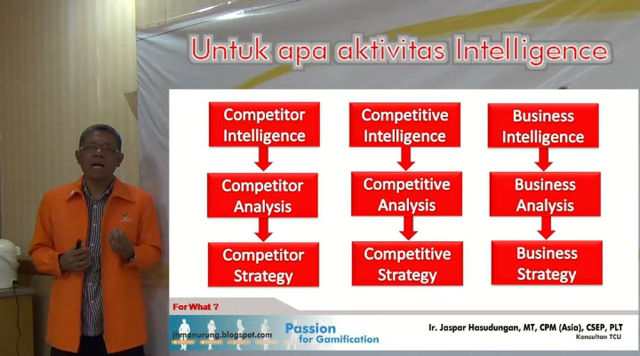 Untuk apa aktivitas Intelligence
Competitor
Intelligence
Competitive
Intelligence
Business
Intelligence
Competitor
Analysis
Competitive
Analysis
Business
Analysis
Competitor
Strategy
Competitive
Strategy
Business
Strategy
For What ?
jhmanurung.blogspot.com
Passion
for Gamification
Ir. Jaspar Hasudungan, MT, CPM (Asia), CSEP, PLT
Konsultan TCU